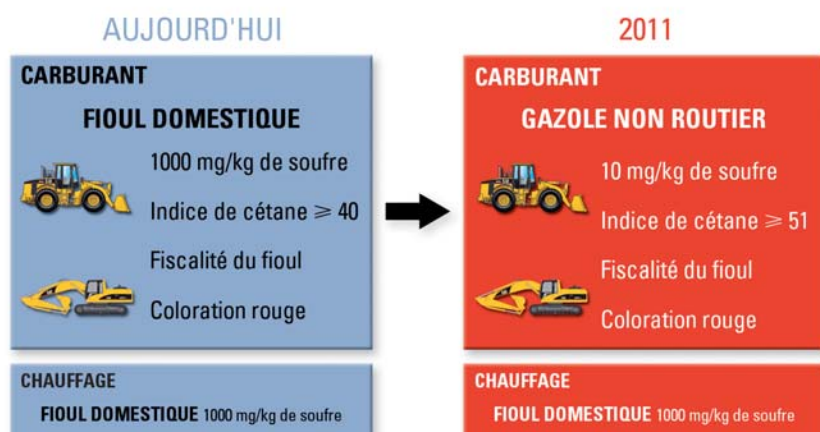 AUJOURD'HUI
CARBURANT
FIOUL DOMESTIQUE
1000 mg/kg de soufre
Indice de cétane ⩾ 40
Fiscalité du fioul
Coloration rouge
CHAUFFAGE
FIOUL DOMESTIQUE 1000 mg/kg de soufre
2011
CARBURANT
GAZOLE NON ROUTIER
10 mg/kg de soufre
Indice de cétane ⩾ 51
Fiscalité du fioul
Coloration rouge
CHAUFFAGE
FIOUL DOMESTIQUE 1000 mg/kg de soufre